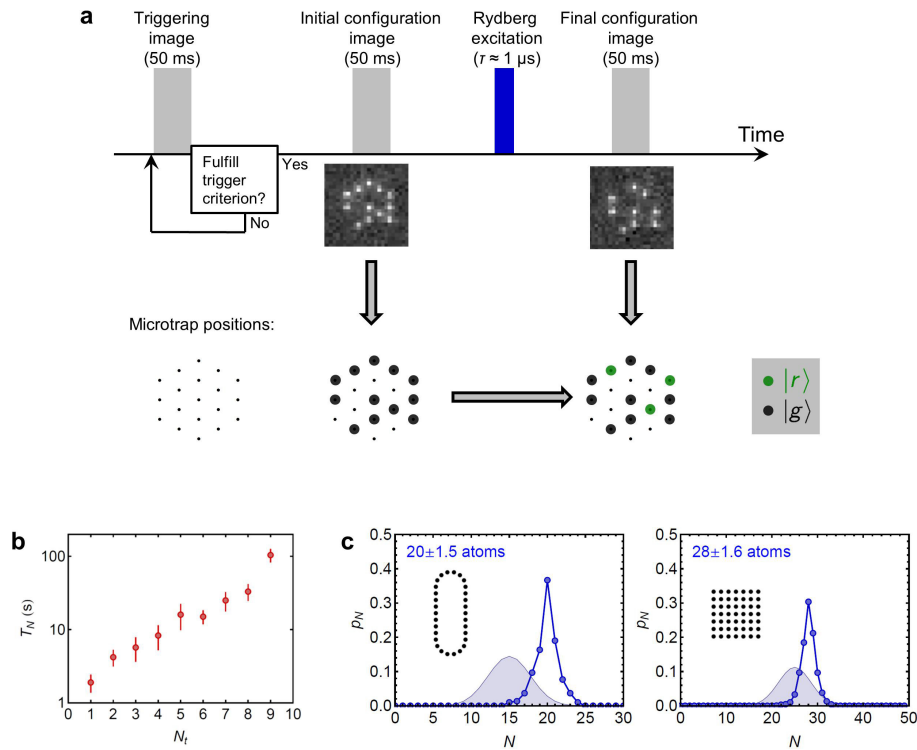 a
Triggering
image
(50 ms)
Initial configuration
image
(50 ms)
Rydberg
excitation
(τ ≈ 1 µs)
Final configuration
image
(50 ms)
Time
Fulfill
trigger
criterion?
Yes
No
Microtrap positions:
|r⟩
|g⟩
b
T_N (s)
100
10
1
0 1 2 3 4 5 6 7 8 9 10
N_t
c
20±1.5 atoms
p_N
0.5
0.4
0.3
0.2
0.1
0.0
0 5 10 15 20 25 30
N
28±1.6 atoms
p_N
0.5
0.4
0.3
0.2
0.1
0.0
0 10 20 30 40 50
N